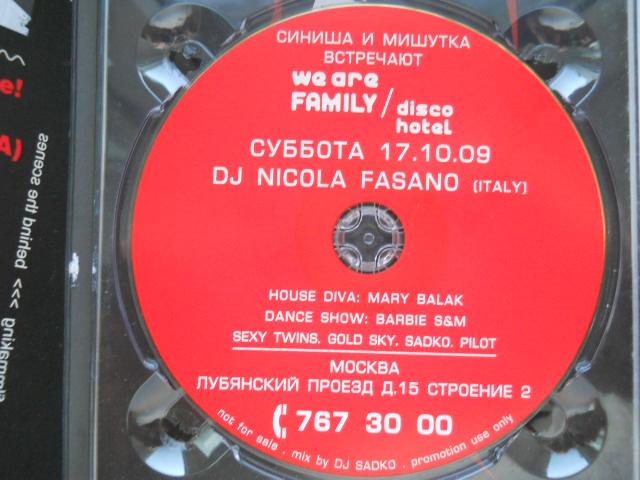 СИНИША И МИШУТКА
ВСТРЕЧАЮТ
we are
FAMILY / disco
hotel
СУББОТА 17.10.09
DJ NICOLA FASANO (ITALY)
HOUSE DIVA: MARY BALAK
DANCE SHOW: BARBIE S&M
SEXY TWINS, GOLD SKY, SADKO, PILOT
МОСКВА
ЛУБЯНСКИЙ ПРОЕЗД Д.15 СТРОЕНИЕ 2
767 30 00
not for sale . mix by DJ SADKO . promotion use only
>>> behind the scenes
>>>